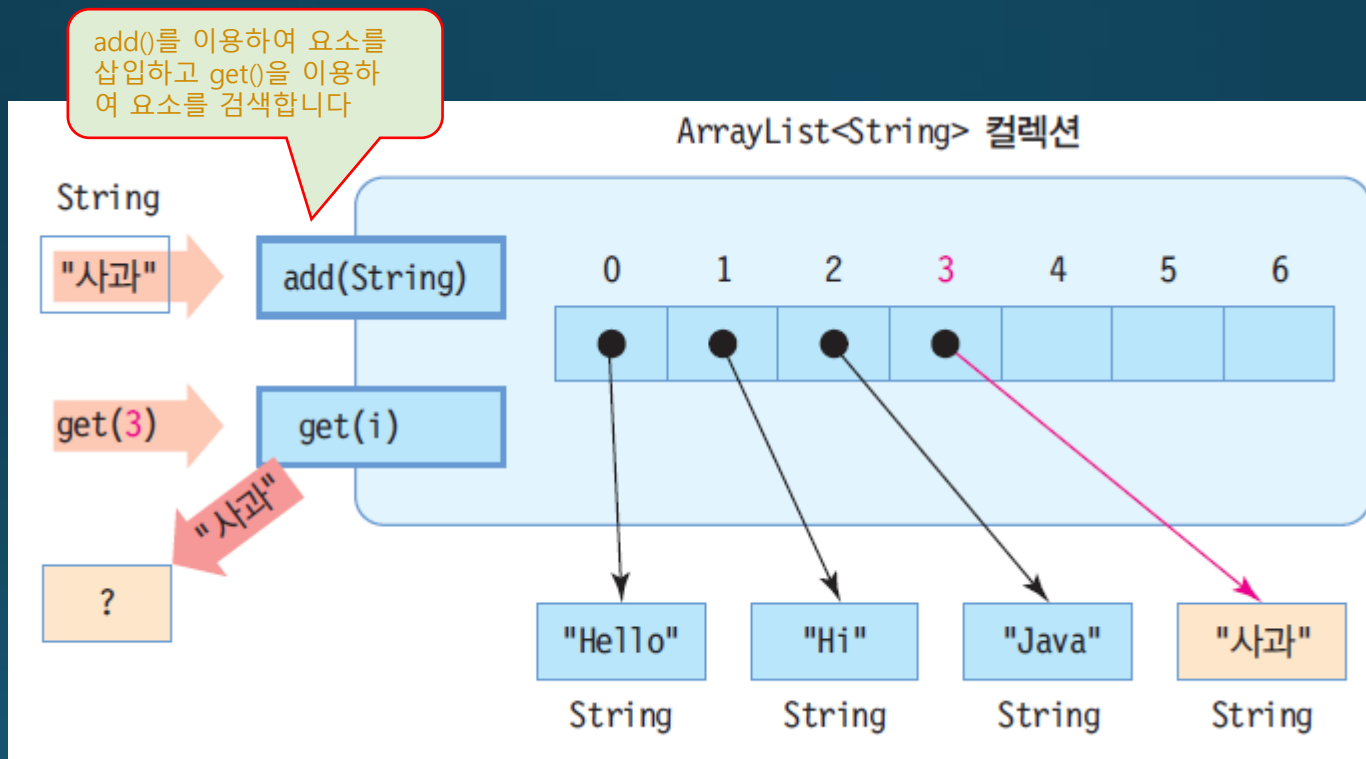 add()를 이용하여 요소를
삽입하고 get()을 이용하
여 요소를 검색합니다
ArrayList<String> 컬렉션
String
"사과"
add(String)
0 1 2 3 4 5 6
get(3)
get(i)
"사과"
?
"Hello" "Hi" "Java" "사과"
String String String String